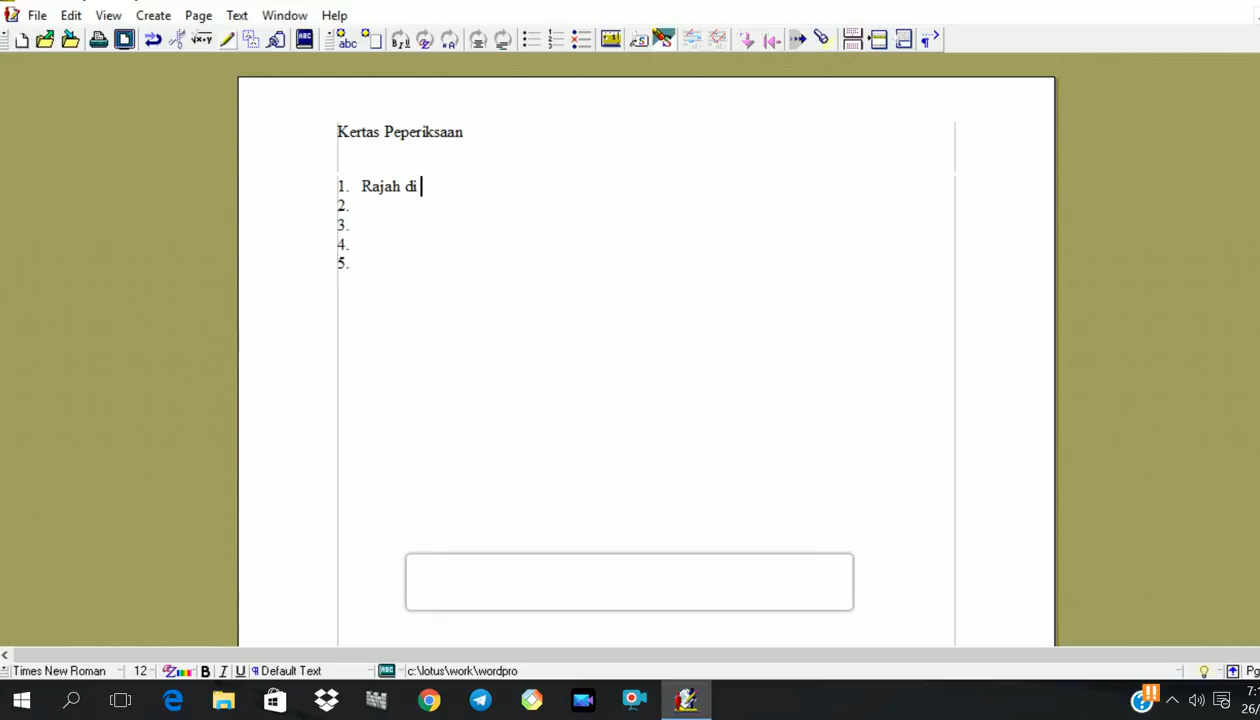 File Edit View Create Page Text Window Help
Kertas Peperiksaan
1. Rajah di
2.
3.
4.
5.
Times New Roman 12 B I U Default Text c:\lotus\work\wordpro Pg